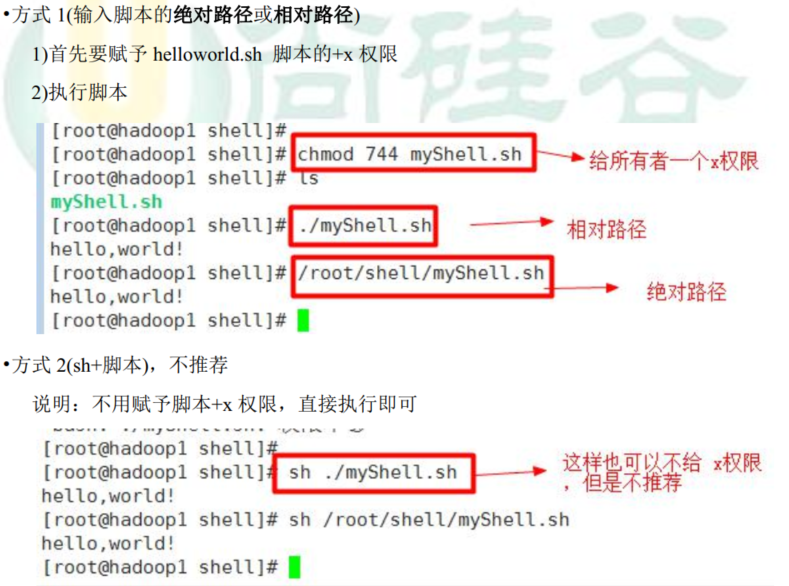 •方式 1(输入脚本的绝对路径或相对路径)
1)首先要赋予 helloworld.sh 脚本的+x 权限
2)执行脚本
[root@hadoop1 shell]#
[root@hadoop1 shell]# chmod 744 myShell.sh
给所有者一个x权限
[root@hadoop1 shell]# ls
myShell.sh
[root@hadoop1 shell]# ./myShell.sh
相对路径
hello,world!
[root@hadoop1 shell]# /root/shell/myShell.sh
绝对路径
hello,world!
[root@hadoop1 shell]#
•方式 2(sh+脚本)，不推荐
说明：不用赋予脚本+x 权限，直接执行即可
[root@hadoop1 shell]#
[root@hadoop1 shell]# sh ./myShell.sh
这样也可以不给 x权限
，但是不推荐
hello,world!
[root@hadoop1 shell]# sh /root/shell/myShell.sh
hello,world!
[root@hadoop1 shell]#
尚硅谷